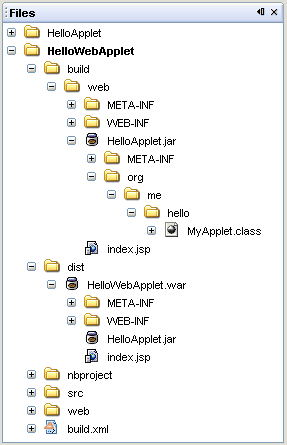 Files
HelloApplet
HelloWebApplet
build
web
META-INF
WEB-INF
HelloApplet.jar
META-INF
org
me
hello
MyApplet.class
index.jsp
dist
HelloWebApplet.war
META-INF
WEB-INF
HelloApplet.jar
index.jsp
nbproject
src
web
build.xml